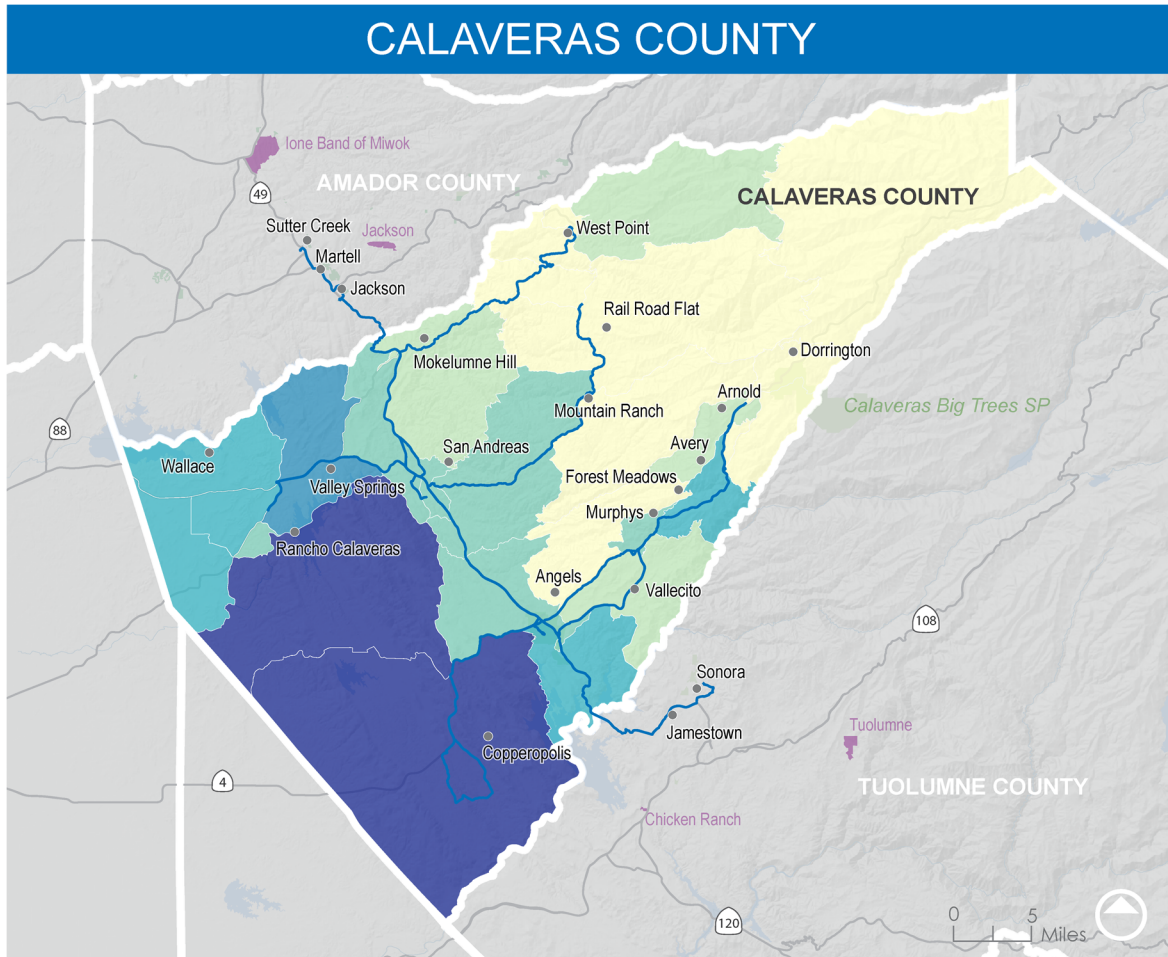 CALAVERAS COUNTY
Ione Band of Miwok
AMADOR COUNTY
49
CALAVERAS COUNTY
Sutter Creek
Jackson
West Point
Martell
Jackson
Rail Road Flat
Mokelumne Hill
Dorrington
Arnold
Mountain Ranch
Calaveras Big Trees SP
88
San Andreas
Avery
Wallace
Valley Springs
Forest Meadows
Murphys
Rancho Calaveras
Angels
Vallecito
108
Sonora
Tuolumne
Jamestown
Copperopolis
4
TUOLUMNE COUNTY
Chicken Ranch
120
0 5
Miles